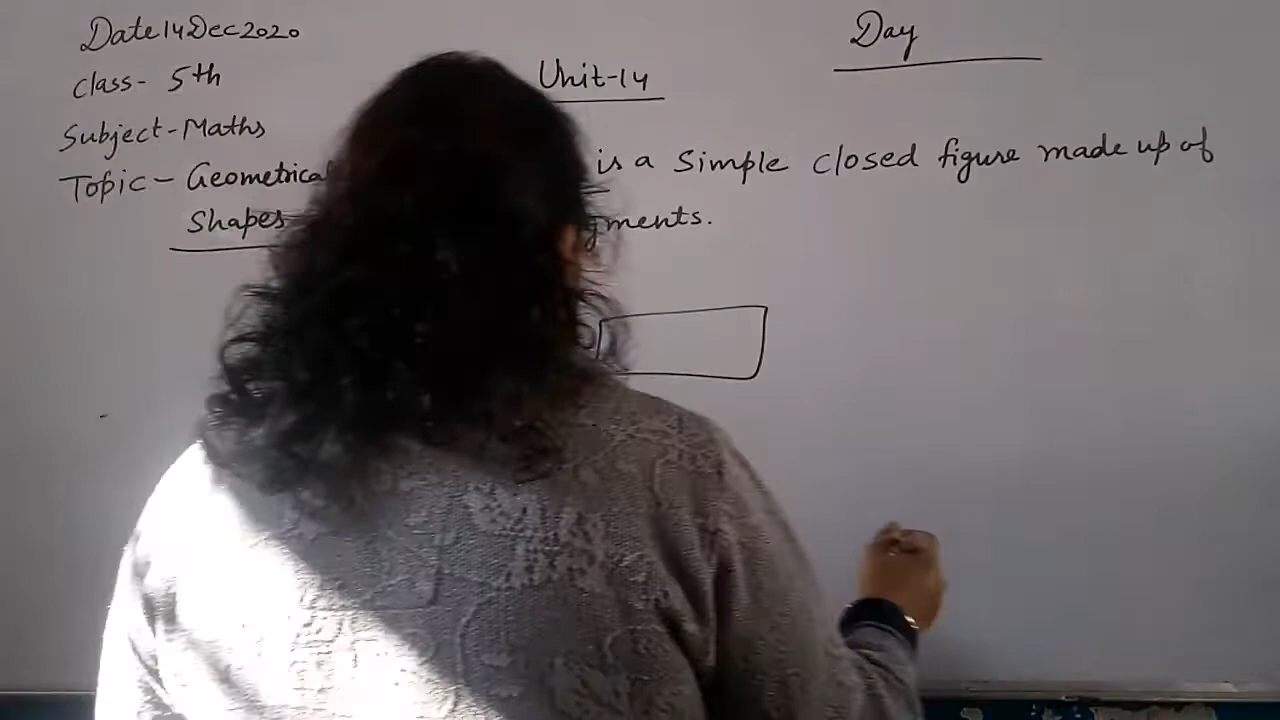 Date 14 Dec 2020
Day
Class- 5th
Unit-14
Subject- Maths
Topic - Geometrical is a Simple closed figure made up of
Shapes gments.